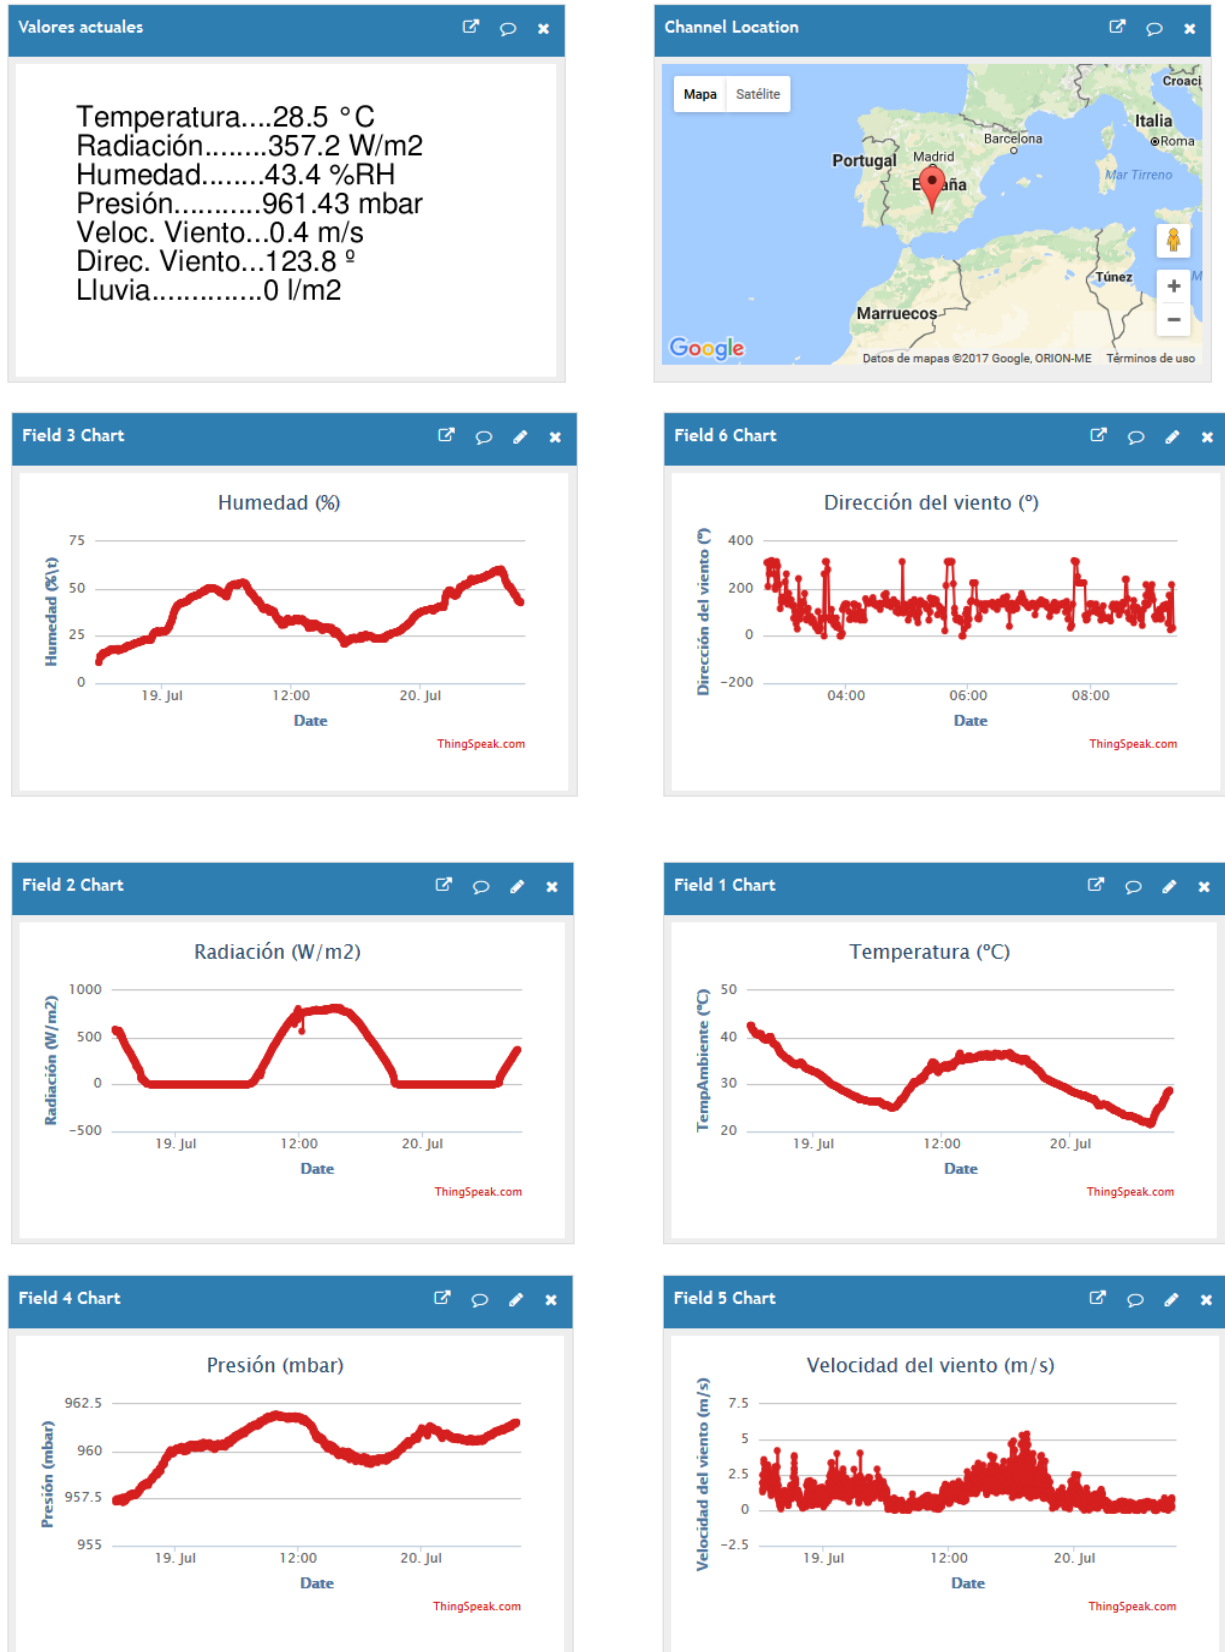 Valores actuales
Temperatura....28.5 °C
Radiación........357.2 W/m2
Humedad........43.4 %RH
Presión...........961.43 mbar
Veloc. Viento...0.4 m/s
Direc. Viento...123.8 º
Lluvia..............0 l/m2
Channel Location
Mapa Satélite
Croaci
Italia
Roma
Barcelona
Portugal
Madrid
España
Mar Tirreno
Túnez
M
Marruecos
Google
Datos de mapas ©2017 Google, ORION-ME Términos de uso
+
−
Field 3 Chart
Humedad (%)
Humedad (%\t)
75
50
25
0
19. Jul 12:00 20. Jul
Date
ThingSpeak.com
Field 6 Chart
Dirección del viento (º)
Dirección del viento (º)
400
200
0
-200
04:00 06:00 08:00
Date
ThingSpeak.com
Field 2 Chart
Radiación (W/m2)
Radiación (W/m2)
1000
500
0
-500
19. Jul 12:00 20. Jul
Date
ThingSpeak.com
Field 1 Chart
Temperatura (ºC)
TempAmbiente (ºC)
50
40
30
20
19. Jul 12:00 20. Jul
Date
ThingSpeak.com
Field 4 Chart
Presión (mbar)
Presión (mbar)
962.5
960
957.5
955
19. Jul 12:00 20. Jul
Date
ThingSpeak.com
Field 5 Chart
Velocidad del viento (m/s)
Velocidad del viento (m/s)
7.5
5
2.5
0
-2.5
19. Jul 12:00 20. Jul
Date
ThingSpeak.com